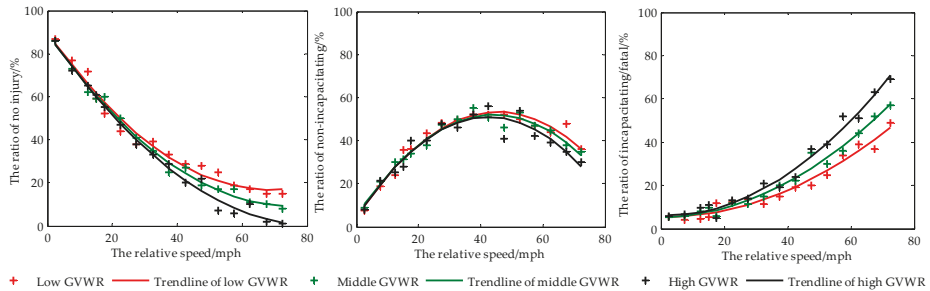 The ratio of no injury/%
100
80
60
40
20
0
0 20 40 60 80
The relative speed/mph
The ratio of non-incapacitating/%
100
80
60
40
20
0
0 20 40 60 80
The relative speed/mph
The ratio of incapacitating/fatal/%
100
80
60
40
20
0
0 20 40 60 80
The relative speed/mph
Low GVWR Trendline of low GVWR Middle GVWR Trendline of middle GVWR High GVWR Trendline of high GVWR